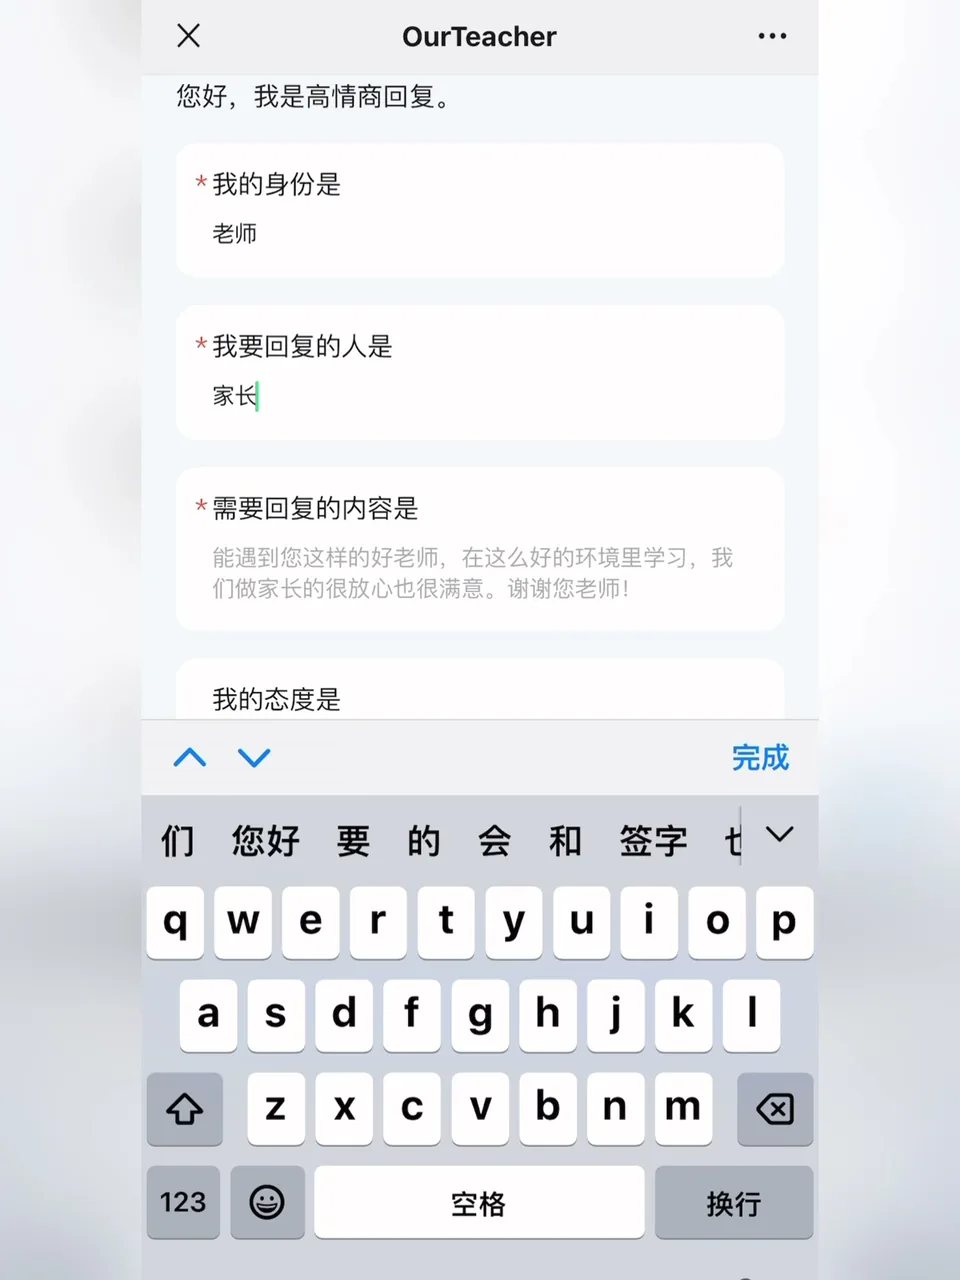 OurTeacher
您好，我是高情商回复。
*我的身份是
老师
*我要回复的人是
家长
*需要回复的内容是
能遇到您这样的好老师，在这么好的环境里学习，我
们做家长的很放心也很满意。谢谢您老师！
我的态度是
完成
们 您好 要 的 会 和 签字
q w e r t y u i o p
a s d f g h j k l
z x c v b n m
123 空格 换行